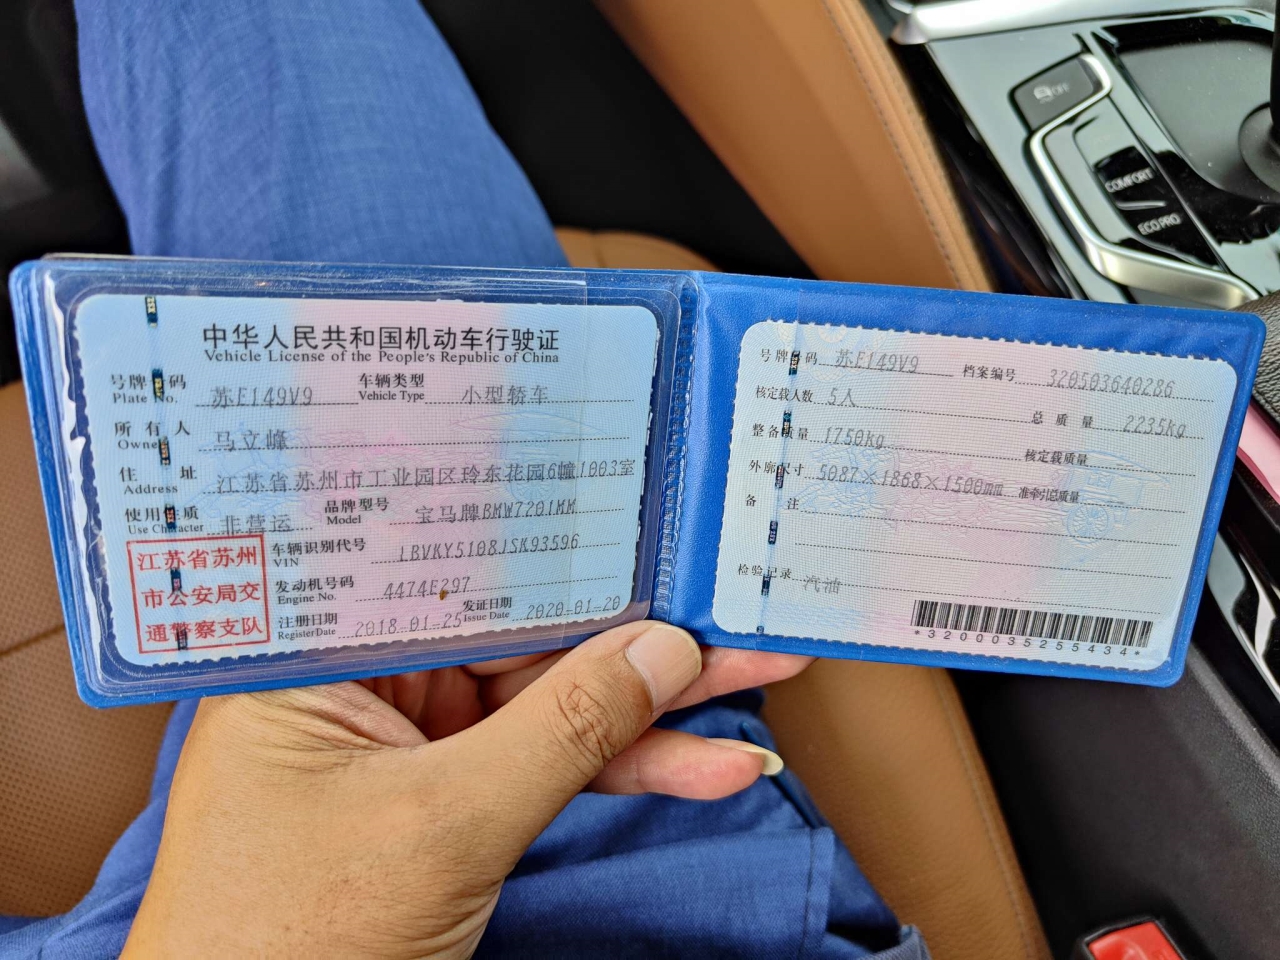 中华人民共和国机动车行驶证
Vehicle License of the People's Republic of China
号牌号码 苏E149V9 车辆类型 小型轿车
Plate No. Vehicle Type
所有人 马立峰
Owner
住址 江苏省苏州市工业园区玲东花园6幢1003室
Address
使用性质 非营运 品牌型号 宝马牌BMW7201MM
Use Character Model
江苏省苏州
市公安局交
通警察支队
车辆识别代号 LBVKY5108JSK93596
VIN
发动机号码 4474E297
Engine No.
注册日期 2018-01-25 发证日期 2020-01-20
Register Date Issue Date
号牌号码 苏E149V9 档案编号 320503640286
核定载人数 5人 总质量 2235kg
整备质量 1750kg 核定载质量
外廓尺寸 5087×1868×1500mm 准牵引总质量
备注
检验记录 汽油
*3200035255434*
OFF
COMFORT
ECO PRO